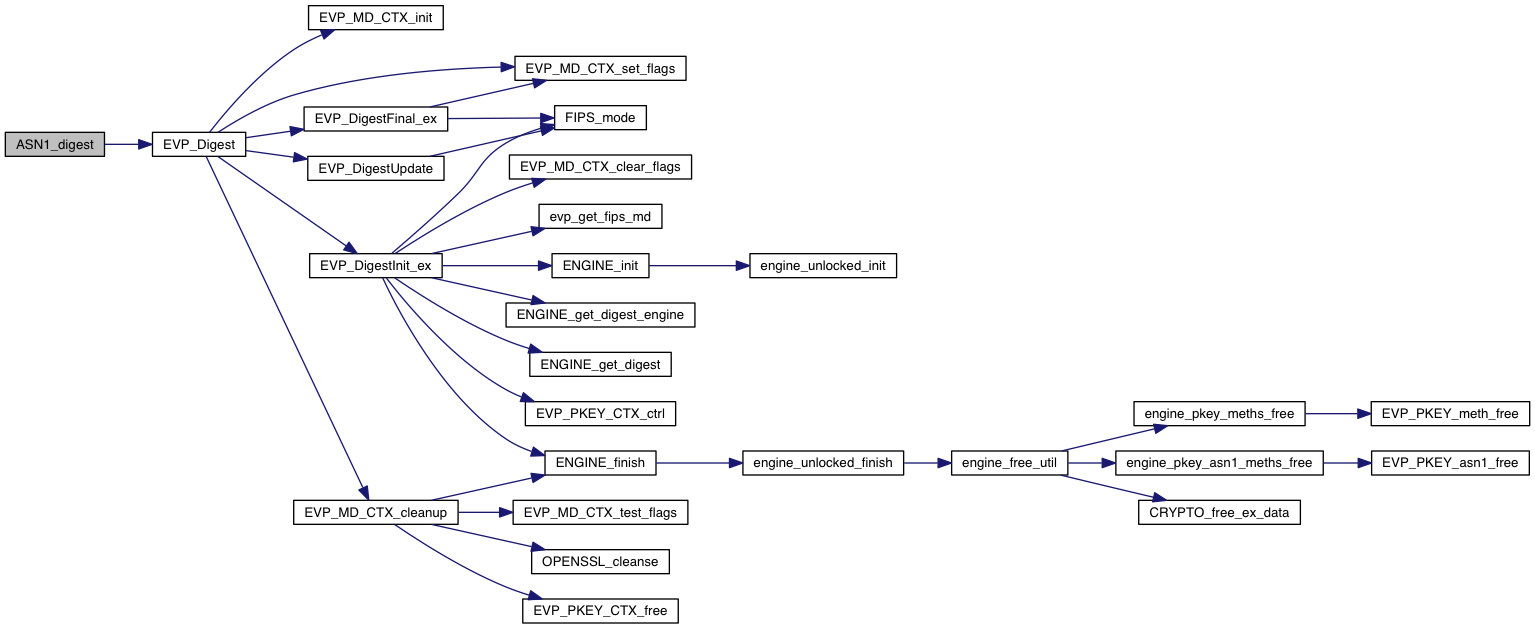 ASN1_digest
EVP_Digest
EVP_MD_CTX_init
EVP_MD_CTX_set_flags
EVP_DigestFinal_ex
FIPS_mode
EVP_DigestUpdate
EVP_MD_CTX_clear_flags
evp_get_fips_md
EVP_DigestInit_ex
ENGINE_init
engine_unlocked_init
ENGINE_get_digest_engine
ENGINE_get_digest
EVP_PKEY_CTX_ctrl
ENGINE_finish
engine_unlocked_finish
engine_free_util
engine_pkey_meths_free
EVP_PKEY_meth_free
engine_pkey_asn1_meths_free
EVP_PKEY_asn1_free
CRYPTO_free_ex_data
EVP_MD_CTX_cleanup
EVP_MD_CTX_test_flags
OPENSSL_cleanse
EVP_PKEY_CTX_free